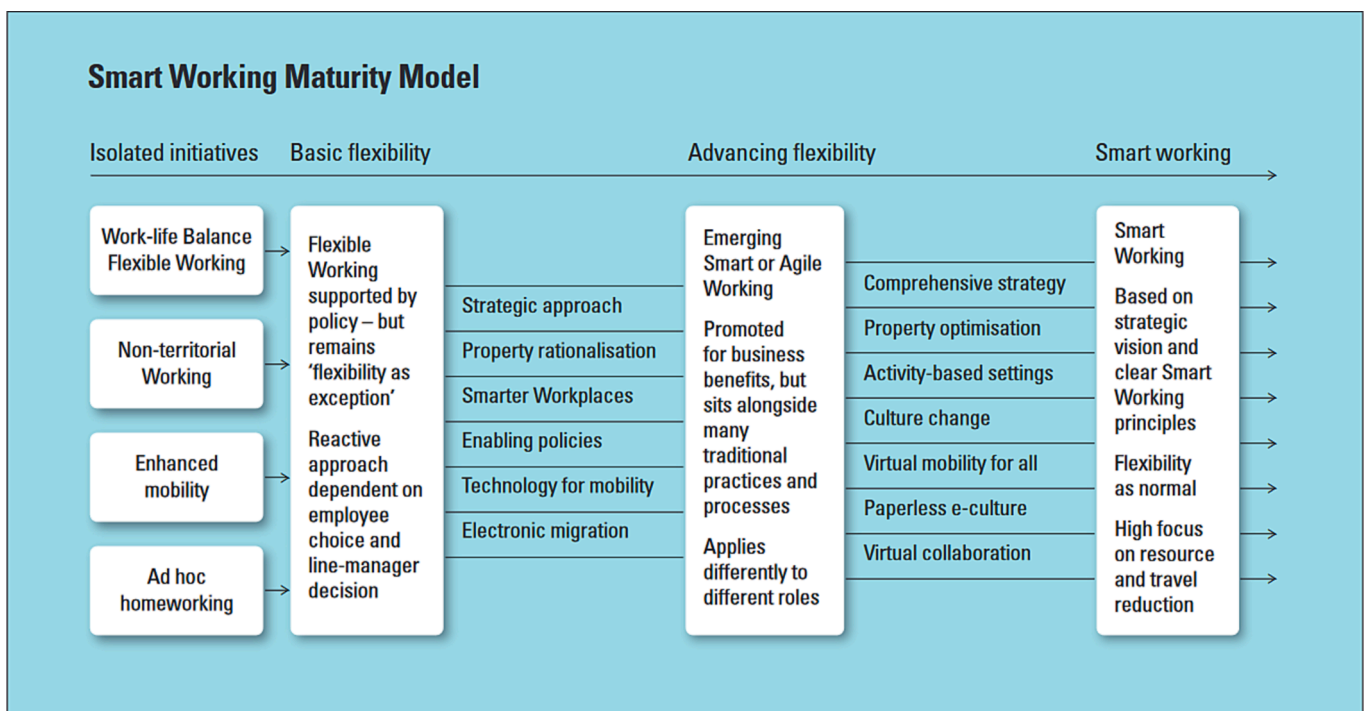 Smart Working Maturity Model
Isolated initiatives
Basic flexibility
Advancing flexibility
Smart working
Work-life Balance
Flexible Working
Non-territorial
Working
Enhanced
mobility
Ad hoc
homeworking
Flexible
Working
supported by
policy – but
remains
‘flexibility as
exception’
Reactive
approach
dependent on
employee
choice and
line-manager
decision
Strategic approach
Property rationalisation
Smarter Workplaces
Enabling policies
Technology for mobility
Electronic migration
Emerging
Smart or Agile
Working
Promoted
for business
benefits, but
sits alongside
many
traditional
practices and
processes
Applies
differently to
different roles
Comprehensive strategy
Property optimisation
Activity-based settings
Culture change
Virtual mobility for all
Paperless e-culture
Virtual collaboration
Smart
Working
Based on
strategic
vision and
clear Smart
Working
principles
Flexibility
as normal
High focus
on resource
and travel
reduction